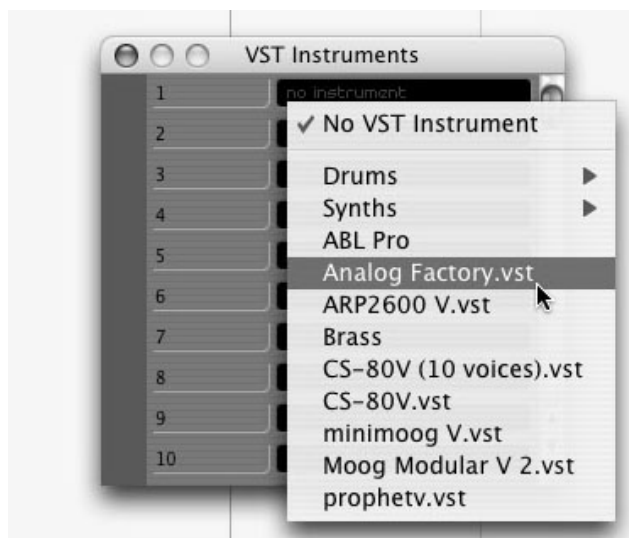 VST Instruments
1
no instrument
✓ No VST Instrument
2
3
Drums
4
Synths
ABL Pro
5
Analog Factory.vst
6
ARP2600 V.vst
7
Brass
8
CS-80V (10 voices).vst
CS-80V.vst
9
minimoog V.vst
10
Moog Modular V 2.vst
prophetv.vst